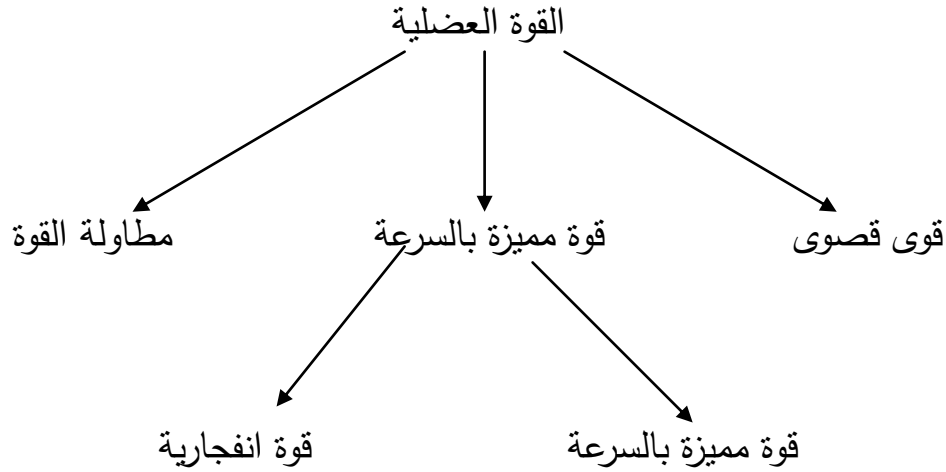 القوة العضلية
قوى قصوى
قوة مميزة بالسرعة
مطاولة القوة
قوة مميزة بالسرعة
قوة انفجارية